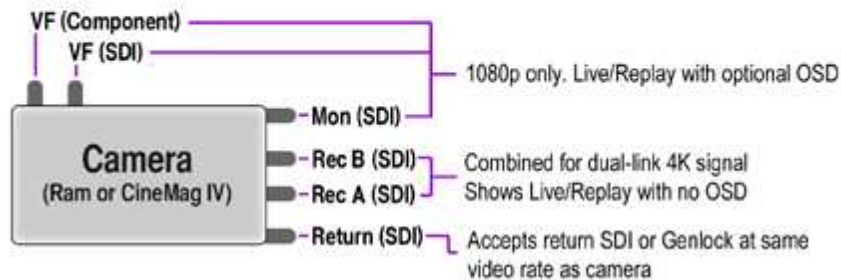 VF (Component)
VF (SDI)
1080p only. Live/Replay with optional OSD
Mon (SDI)
Camera
(Ram or CineMag IV)
Rec B (SDI)
Rec A (SDI)
Combined for dual-link 4K signal
Shows Live/Replay with no OSD
Return (SDI)
Accepts return SDI or Genlock at same
video rate as camera